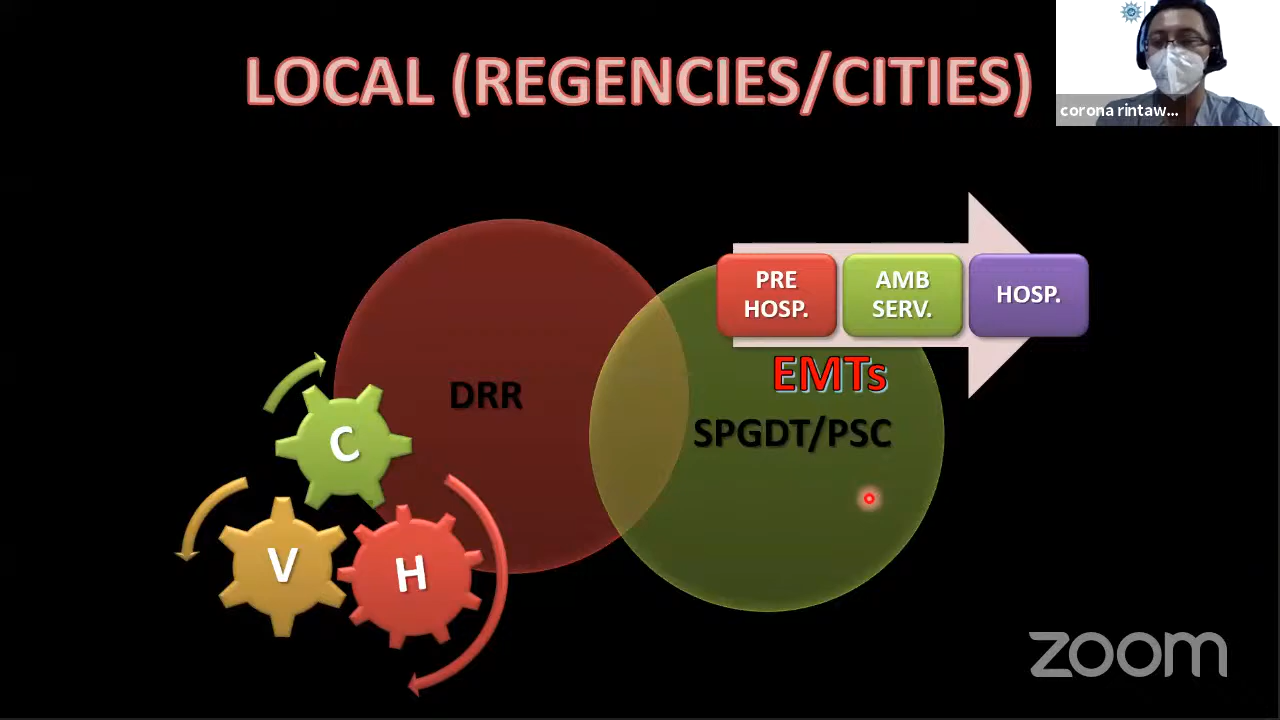 LOCAL (REGENCIES/CITIES)
corona rintaw...
PRE
HOSP.
AMB
SERV.
HOSP.
EMTs
DRR
SPGDT/PSC
C
V
H
zoom